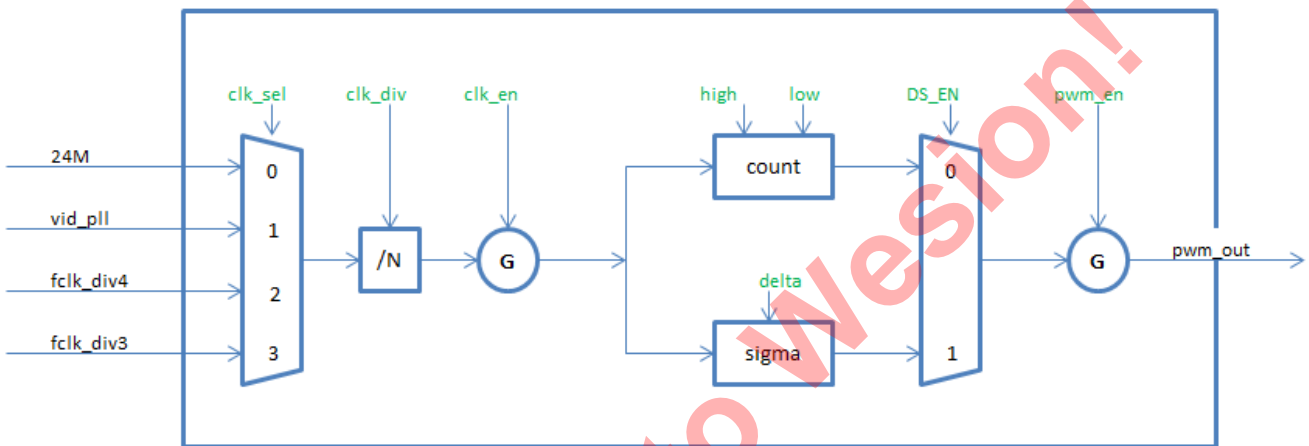 clk_sel clk_div clk_en high low DS_EN pwm_en
24M
0 count 0
vid_pll
1
/N G G pwm_out
fclk_div4
2 delta
fclk_div3
3 sigma 1
to Wesion!